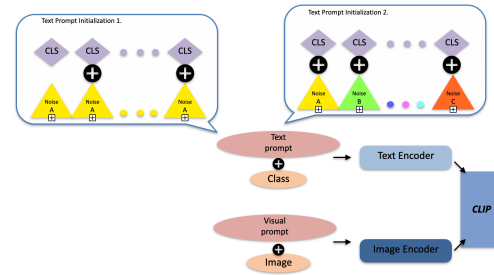 Text Prompt Initialization 1.
CLS CLS CLS
Noise A Noise A Noise A
Text Prompt Initialization 2.
CLS CLS CLS
Noise A Noise B Noise C
Text
prompt
Class
Text Encoder
CLIP
Visual
prompt
Image
Image Encoder